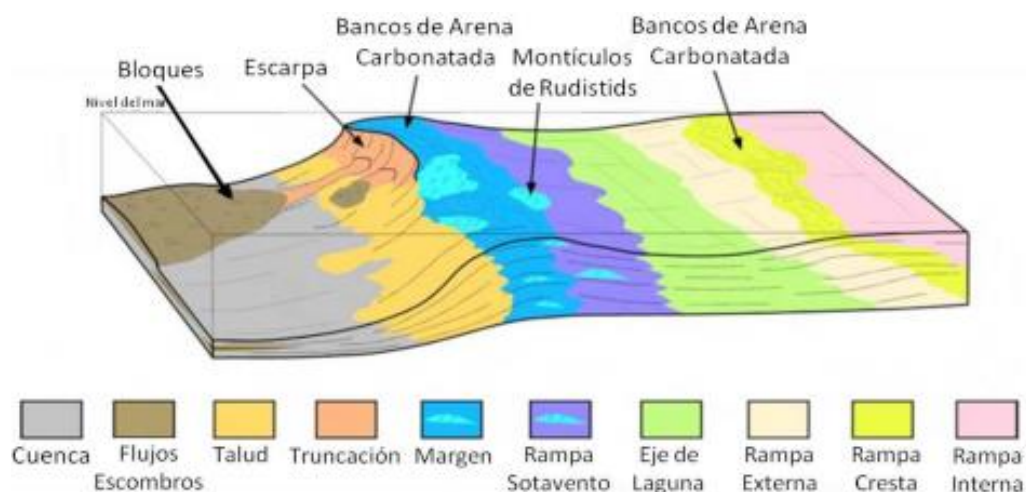 Bancos de Arena
Carbonatada
Bancos de Arena
Carbonatada
Bloques
Escarpa
Montículos
de Rudistids
Nivel del mar
Cuenca
Flujos
Escombros
Talud
Truncación
Margen
Rampa
Sotavento
Eje de
Laguna
Rampa
Externa
Rampa
Cresta
Rampa
Interna